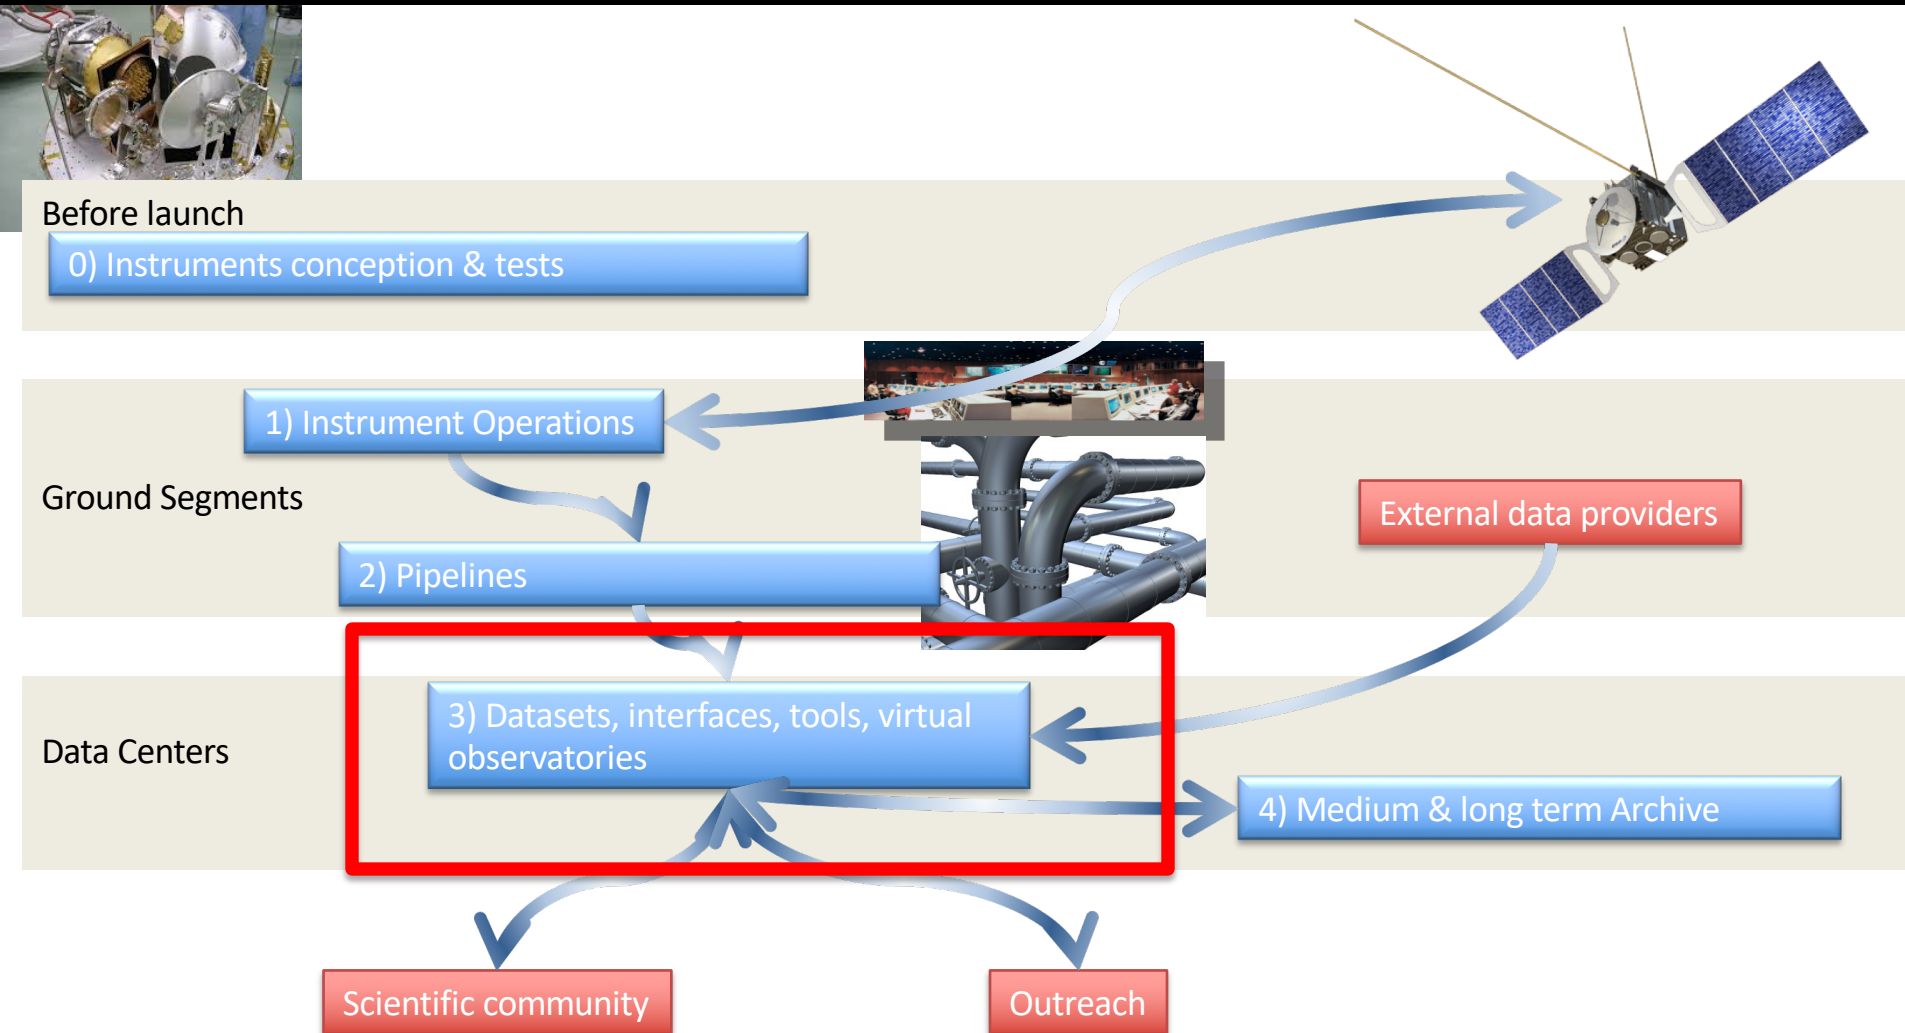 Before launch
0) Instruments conception & tests
1) Instrument Operations
Ground Segments
External data providers
2) Pipelines
3) Datasets, interfaces, tools, virtual
observatories
Data Centers
4) Medium & long term Archive
Scientific community
Outreach